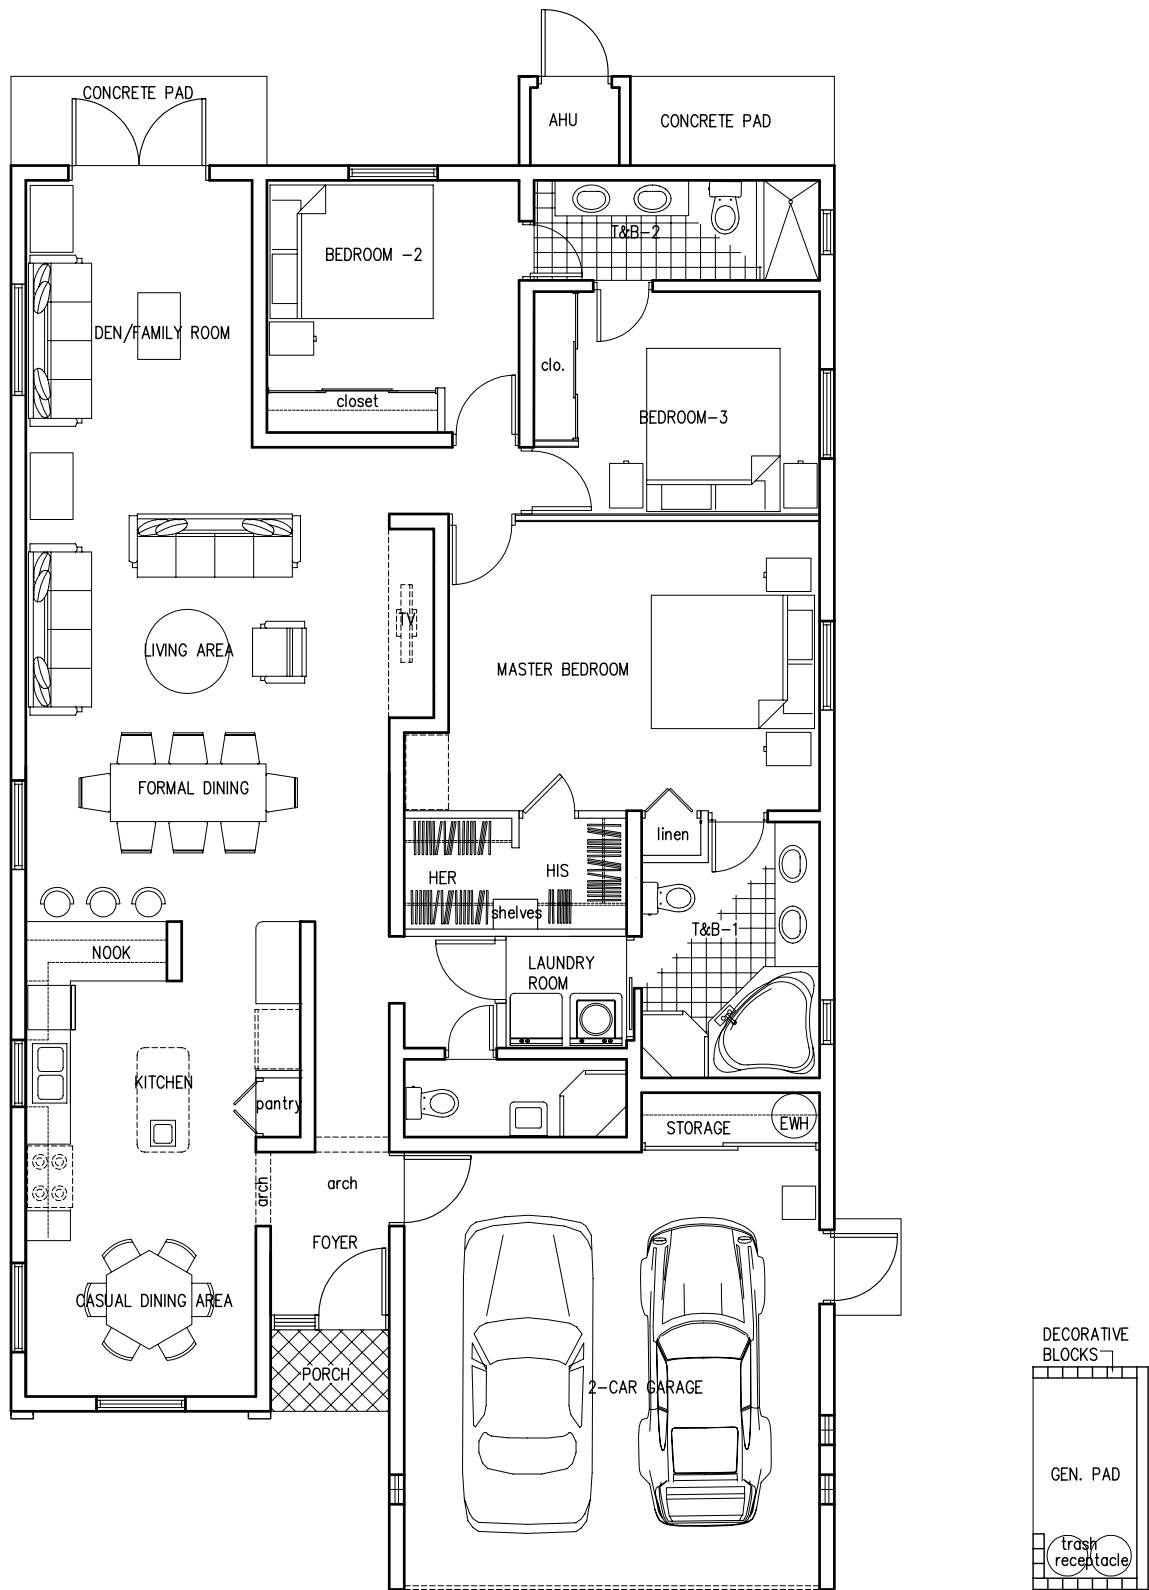 CONCRETE PAD
AHU
CONCRETE PAD
T&B-2
BEDROOM -2
DEN/FAMILY ROOM
clo.
closet
BEDROOM-3
TV
LIVING AREA
MASTER BEDROOM
FORMAL DINING
linen
HER
HIS
shelves
T&B-1
NOOK
LAUNDRY
ROOM
KITCHEN
pantry
STORAGE
EWH
arch
arch
FOYER
CASUAL DINING AREA
PORCH
2-CAR GARAGE
DECORATIVE
BLOCKS
GEN. PAD
trash
receptacle